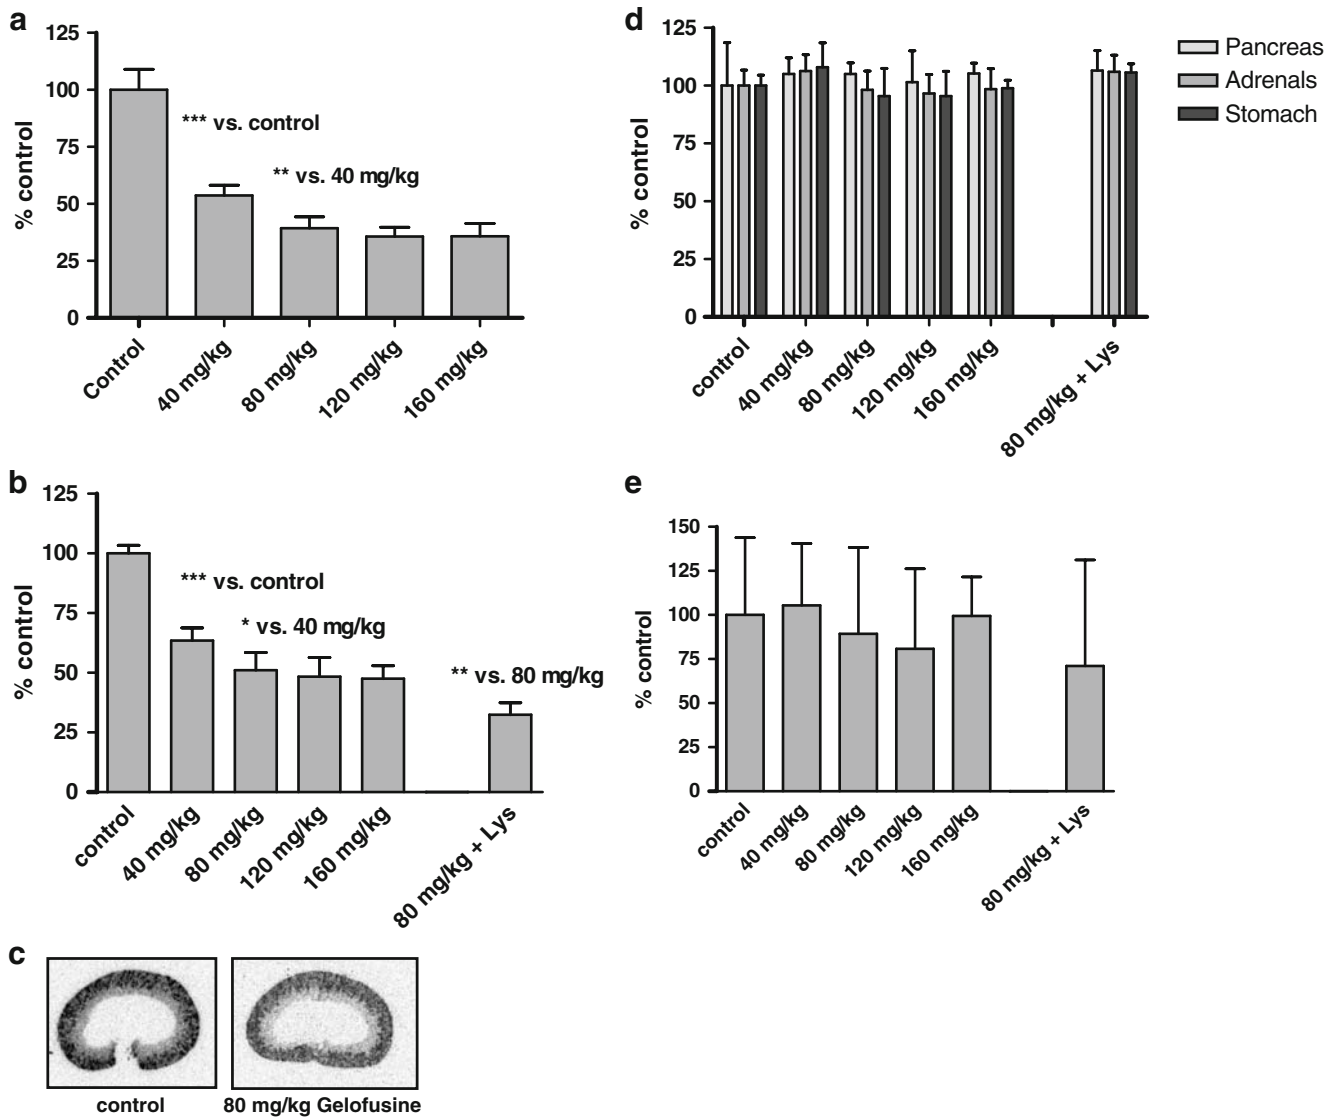 a
125
100
75
50
25
0
% control
*** vs. control
** vs. 40 mg/kg
Control
40 mg/kg
80 mg/kg
120 mg/kg
160 mg/kg
b
125
100
75
50
25
0
% control
*** vs. control
* vs. 40 mg/kg
** vs. 80 mg/kg
control
40 mg/kg
80 mg/kg
120 mg/kg
160 mg/kg
80 mg/kg + Lys
c
control
80 mg/kg Gelofusine
d
125
100
75
50
25
0
% control
Pancreas
Adrenals
Stomach
control
40 mg/kg
80 mg/kg
120 mg/kg
160 mg/kg
80 mg/kg + Lys
e
150
125
100
75
50
25
0
% control
control
40 mg/kg
80 mg/kg
120 mg/kg
160 mg/kg
80 mg/kg + Lys